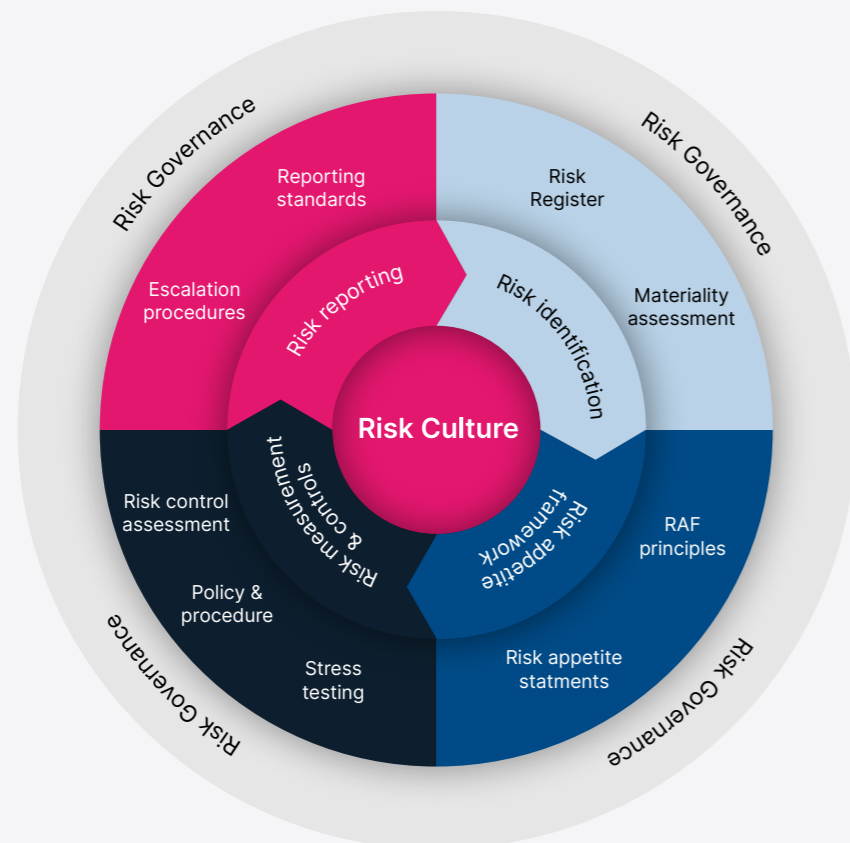 Risk Governance
Risk Governance
Reporting
standards
Risk
Register
Escalation
procedures
Materiality
assessment
Risk reporting
Risk identification
Risk Culture
Risk measurement
& controls
Risk appetite
framework
Risk control
assessment
RAF
principles
Policy &
procedure
Stress
testing
Risk appetite
statments
Risk Governance
Risk Governance